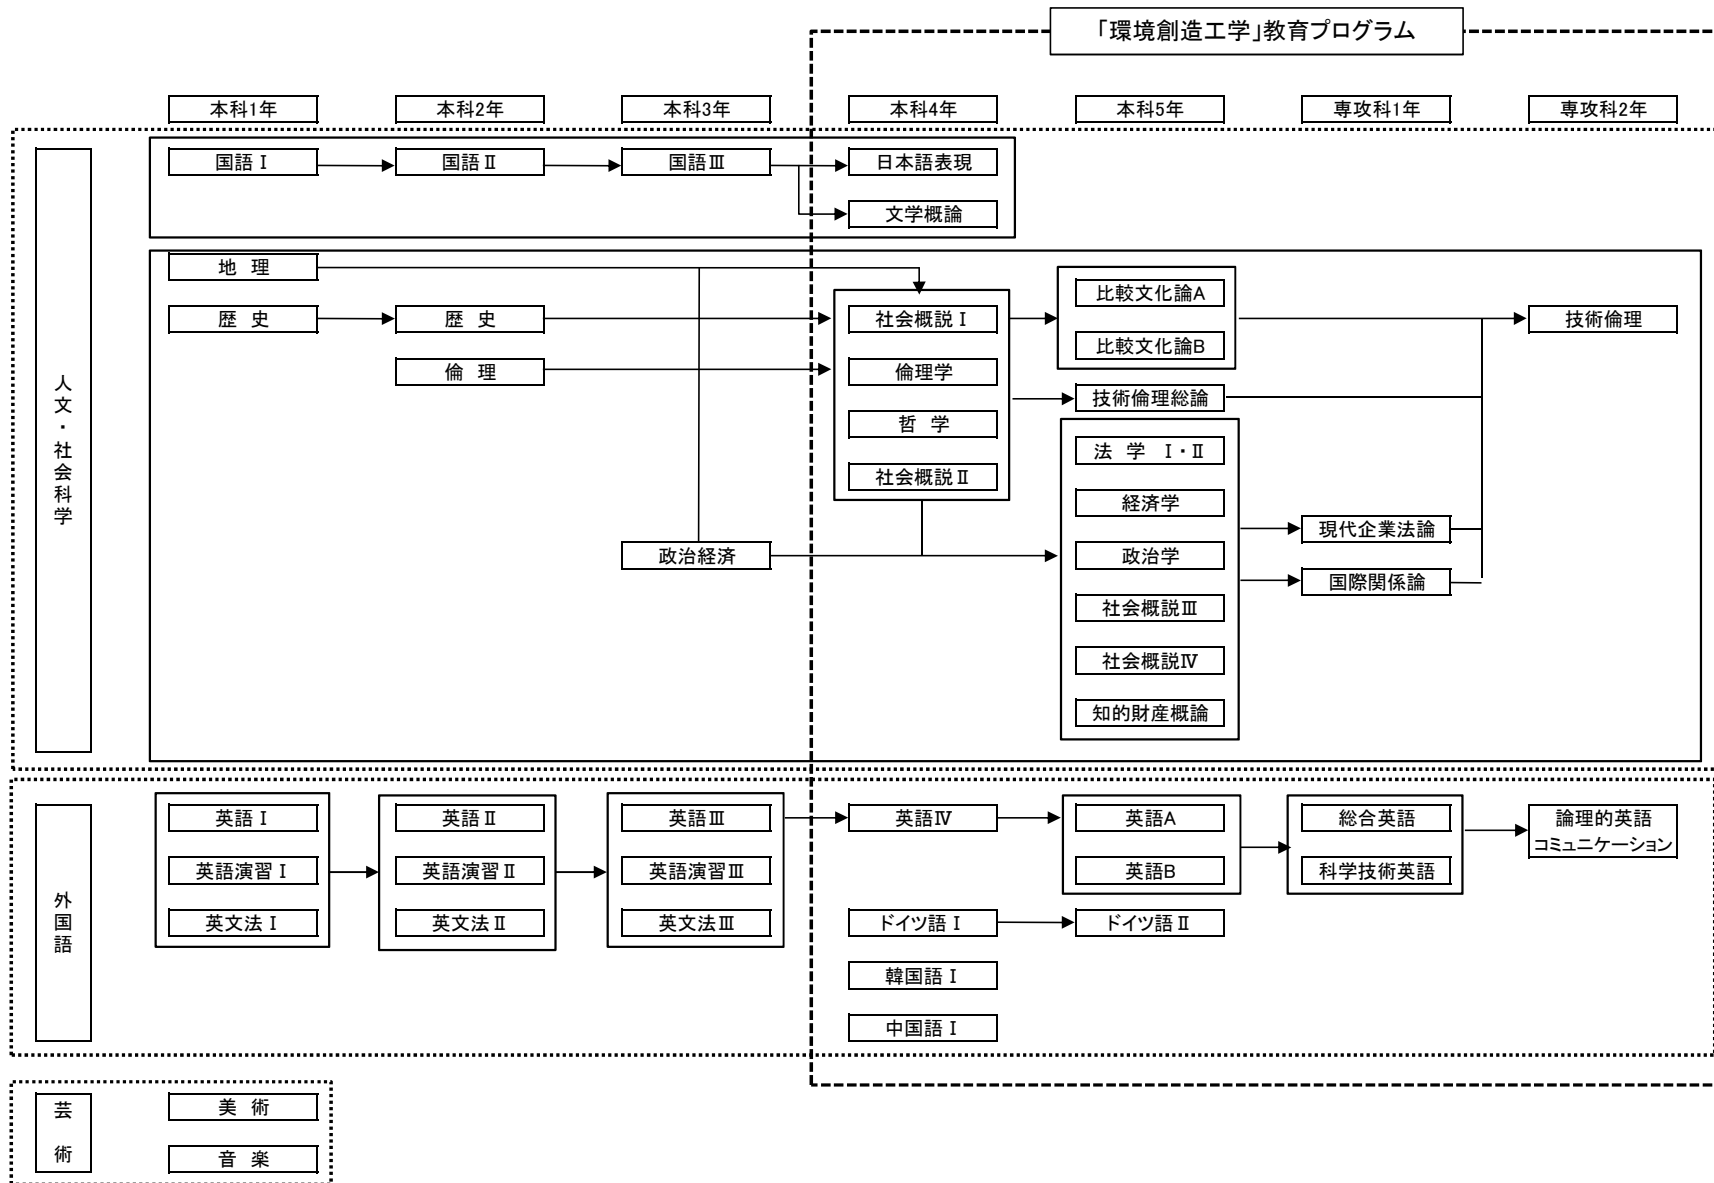 「環境創造工学」教育プログラム
本科1年 本科2年 本科3年 本科4年 本科5年 専攻科1年 専攻科2年
人文・社会科学
国語Ⅰ 国語Ⅱ 国語Ⅲ 日本語表現
文学概論
地 理
比較文化論A
歴 史 歴 史 社会概説Ⅰ 技術倫理
比較文化論B
倫 理 倫理学
技術倫理総論
哲 学
法 学 Ⅰ・Ⅱ
社会概説Ⅱ
経済学
現代企業法論
政治経済 政治学
国際関係論
社会概説Ⅲ
社会概説Ⅳ
知的財産概論
外国語
英語Ⅰ 英語Ⅱ 英語Ⅲ 英語Ⅳ 英語A 総合英語 論理的英語
コミュニケーション
英語演習Ⅰ 英語演習Ⅱ 英語演習Ⅲ 英語B 科学技術英語
英文法Ⅰ 英文法Ⅱ 英文法Ⅲ ドイツ語Ⅰ ドイツ語Ⅱ
韓国語Ⅰ
中国語Ⅰ
芸術
美 術
音 楽